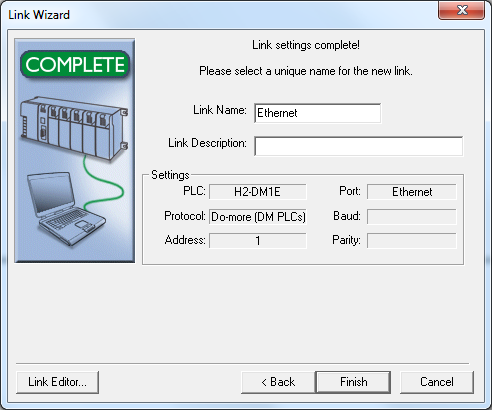 Link Wizard
COMPLETE
Link settings complete!
Please select a unique name for the new link.
Link Name: Ethernet
Link Description:
Settings
PLC: H2-DM1E Port: Ethernet
Protocol: Do-more (DM PLCs) Baud:
Address: 1 Parity:
Link Editor... < Back Finish Cancel